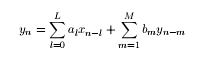 $y_n = \sum_{l=0}^{L} a_l x_{n-l} + \sum_{m=1}^{M} b_m y_{n-m}$